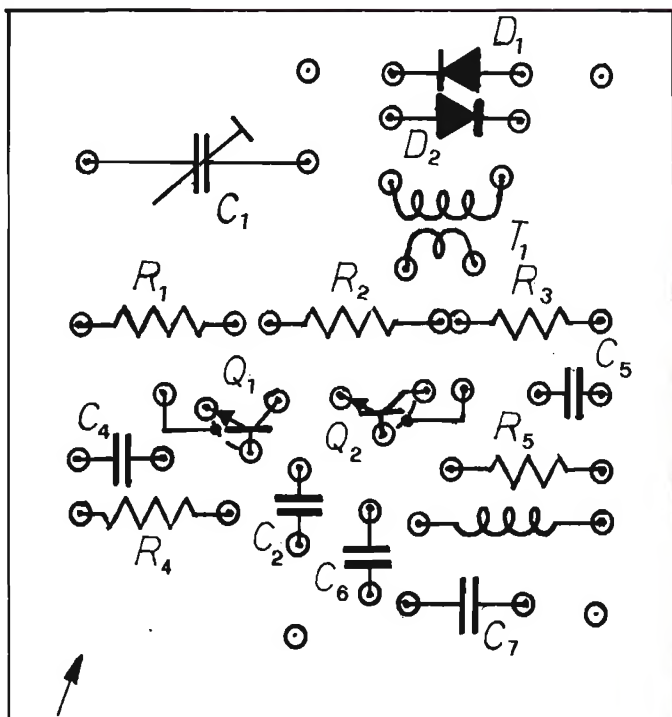 D₁
D₂
C₁
T₁
R₁ R₂ R₃
C₅
Q₁
C₄ Q₂
R₅
R₄ C₂
C₆
C₇